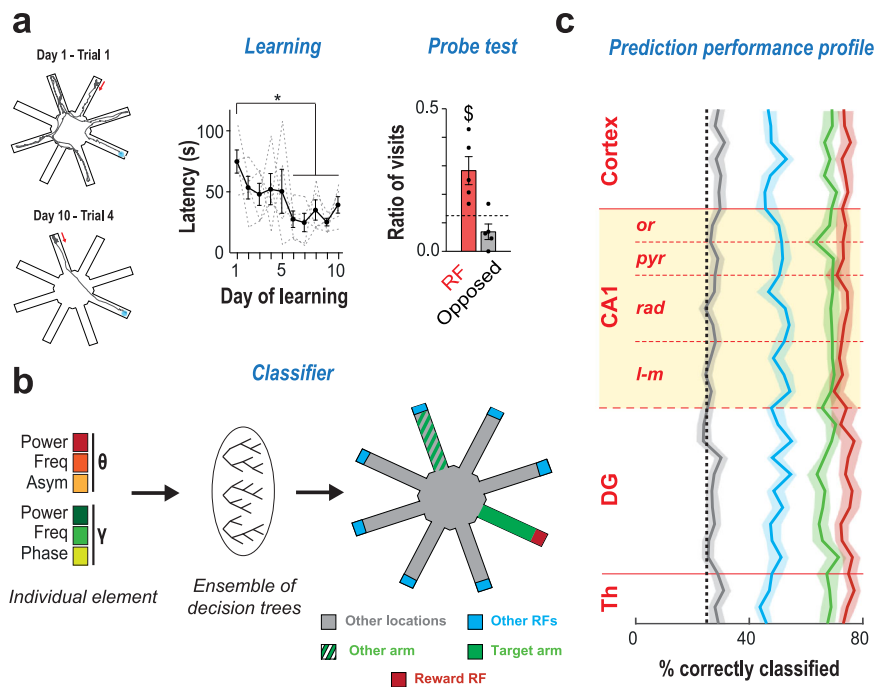 a
Day 1 - Trial 1
Day 10 - Trial 4
Learning
*
Latency (s)
100
50
0
1
5
10
Day of learning
Probe test
$
Ratio of visits
0.5
0.0
RF
Opposed
b
Classifier
Power
Freq
Asym
θ
Power
Freq
Phase
γ
Individual element
Ensemble of
decision trees
Other locations
Other RFs
Other arm
Target arm
Reward RF
c
Prediction performance profile
Cortex
CA1
or
pyr
rad
l-m
DG
Th
0
40
80
% correctly classified